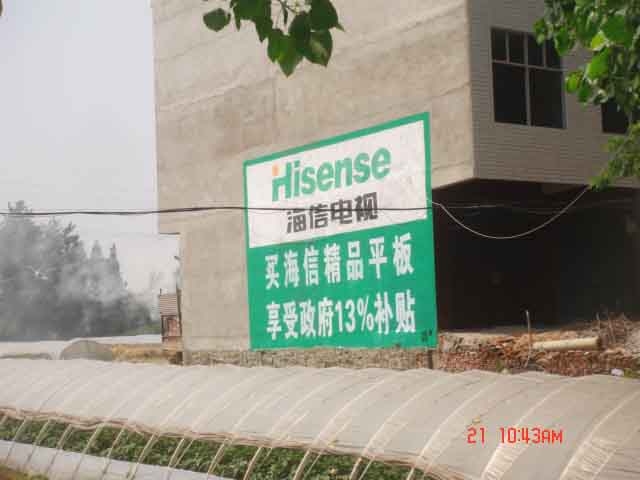 Hisense
海信电视
买海信精品平板
享受政府13%补贴
21 10:43AM